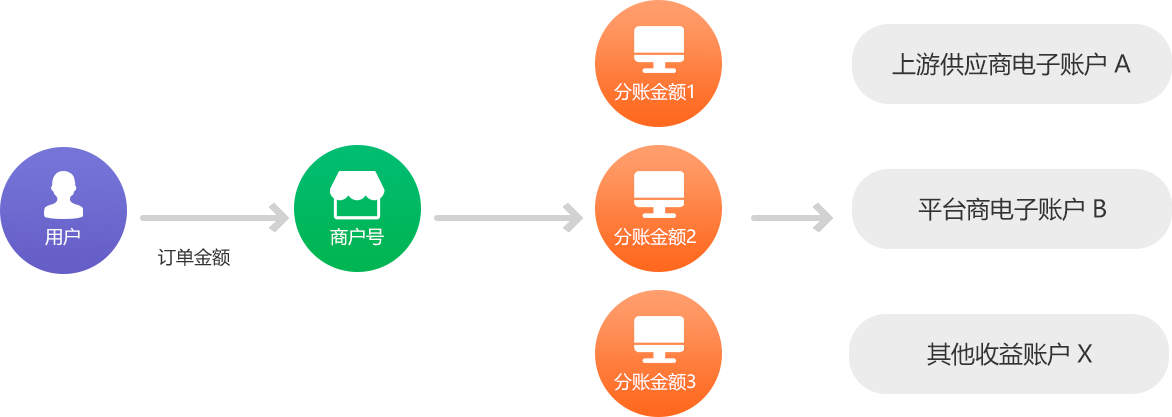 用户
订单金额
商户号
分账金额1
分账金额2
分账金额3
上游供应商电子账户 A
平台商电子账户 B
其他收益账户 X